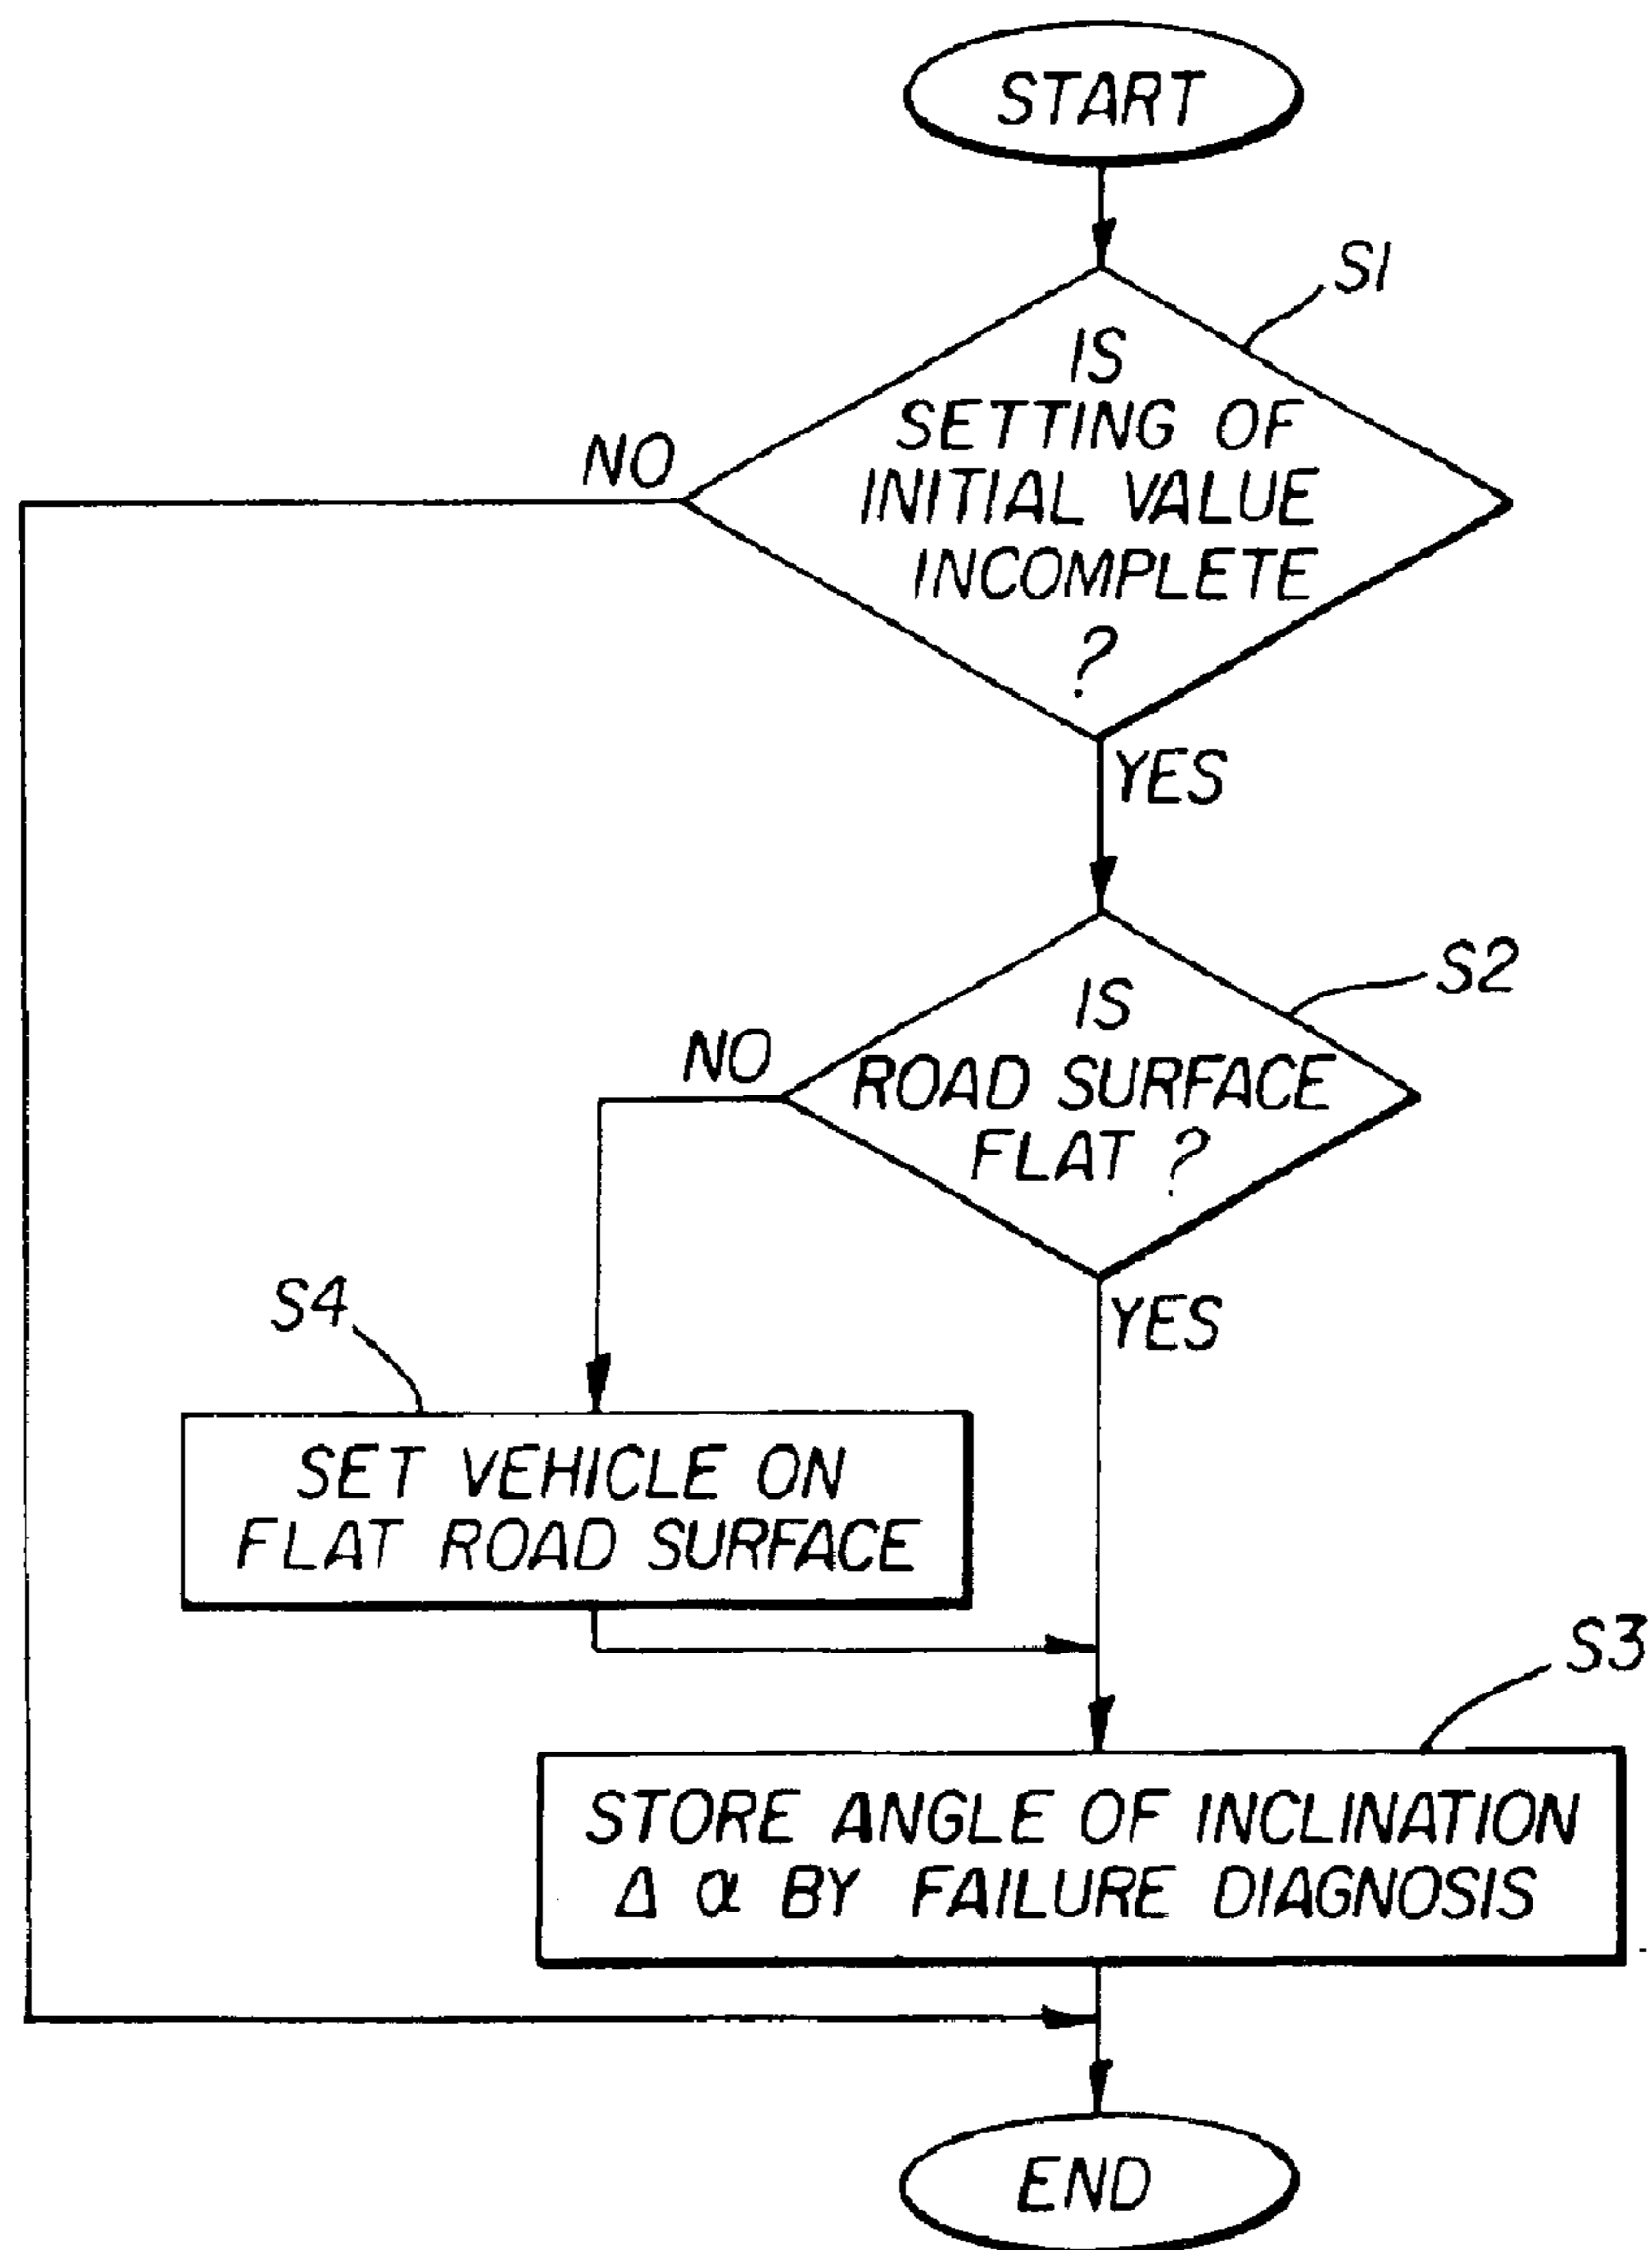 START
S1
IS
SETTING OF
INITIAL VALUE
INCOMPLETE
?
NO
YES
S2
IS
ROAD SURFACE
FLAT ?
NO
YES
S4
SET VEHICLE ON
FLAT ROAD SURFACE
S3
STORE ANGLE OF INCLINATION
Δ α BY FAILURE DIAGNOSIS
END